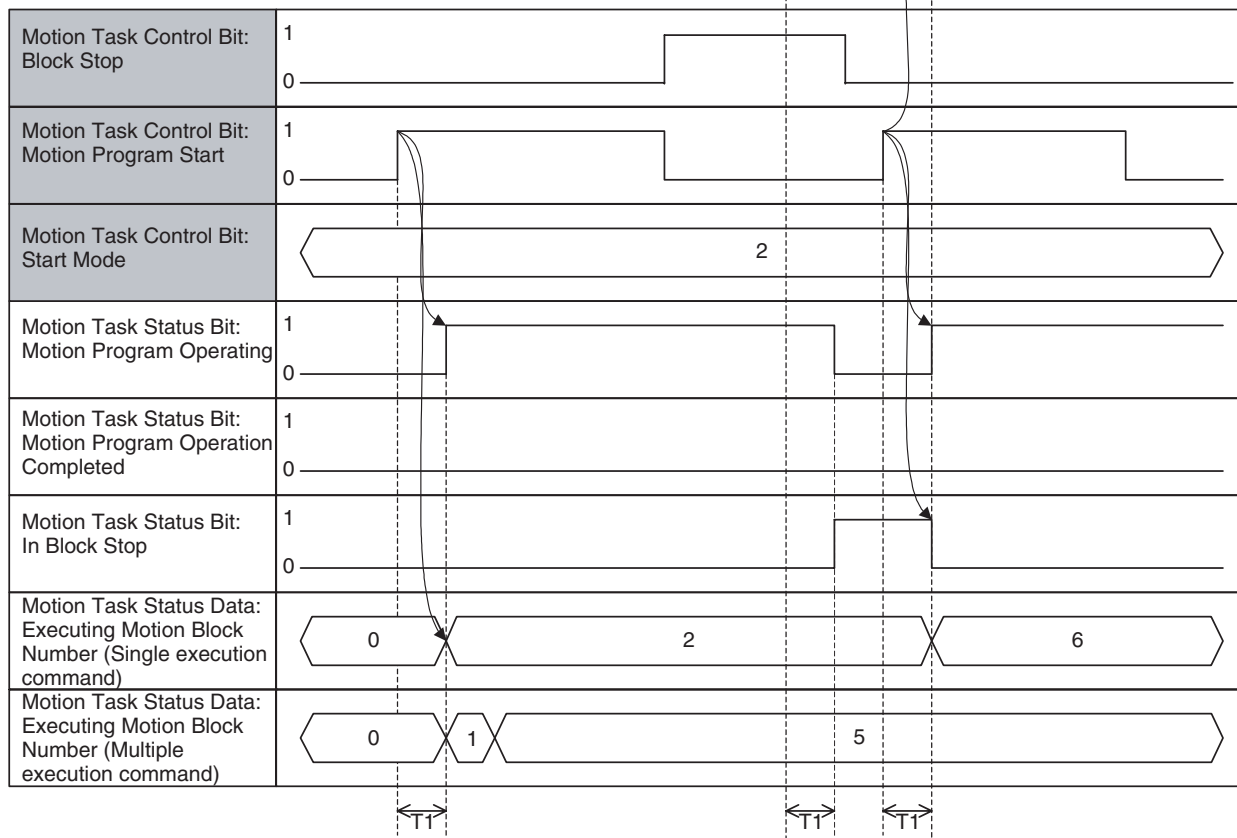 Motion Task Control Bit:
Block Stop
1
0
Motion Task Control Bit:
Motion Program Start
1
0
Motion Task Control Bit:
Start Mode
2
Motion Task Status Bit:
Motion Program Operating
1
0
Motion Task Status Bit:
Motion Program Operation
Completed
1
0
Motion Task Status Bit:
In Block Stop
1
0
Motion Task Status Data:
Executing Motion Block
Number (Single execution
command)
0 2 6
Motion Task Status Data:
Executing Motion Block
Number (Multiple
execution command)
0 1 5
T1 T1 T1